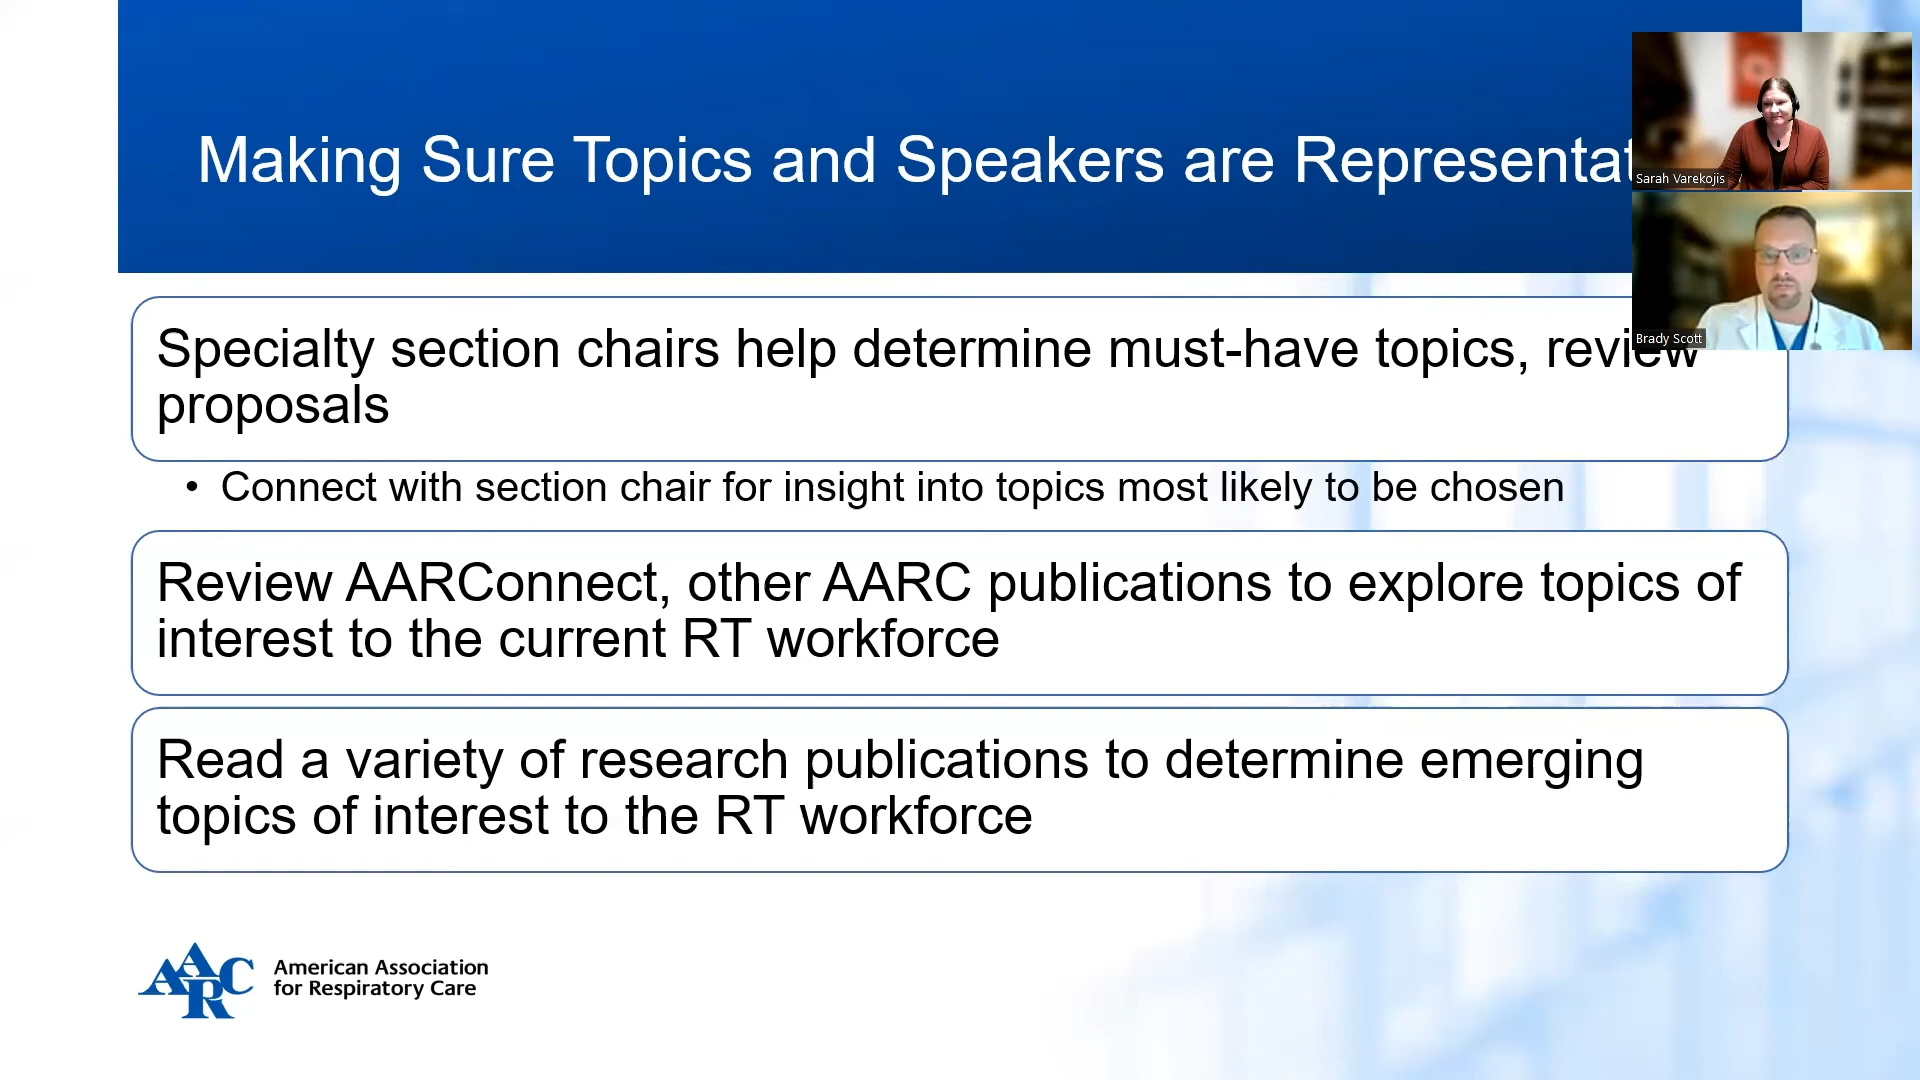 Making Sure Topics and Speakers are Representat
Sarah Varekojis
Brady Scott
Specialty section chairs help determine must-have topics, review
proposals
• Connect with section chair for insight into topics most likely to be chosen
Review AARConnect, other AARC publications to explore topics of
interest to the current RT workforce
Read a variety of research publications to determine emerging
topics of interest to the RT workforce
AARC
American Association
for Respiratory Care